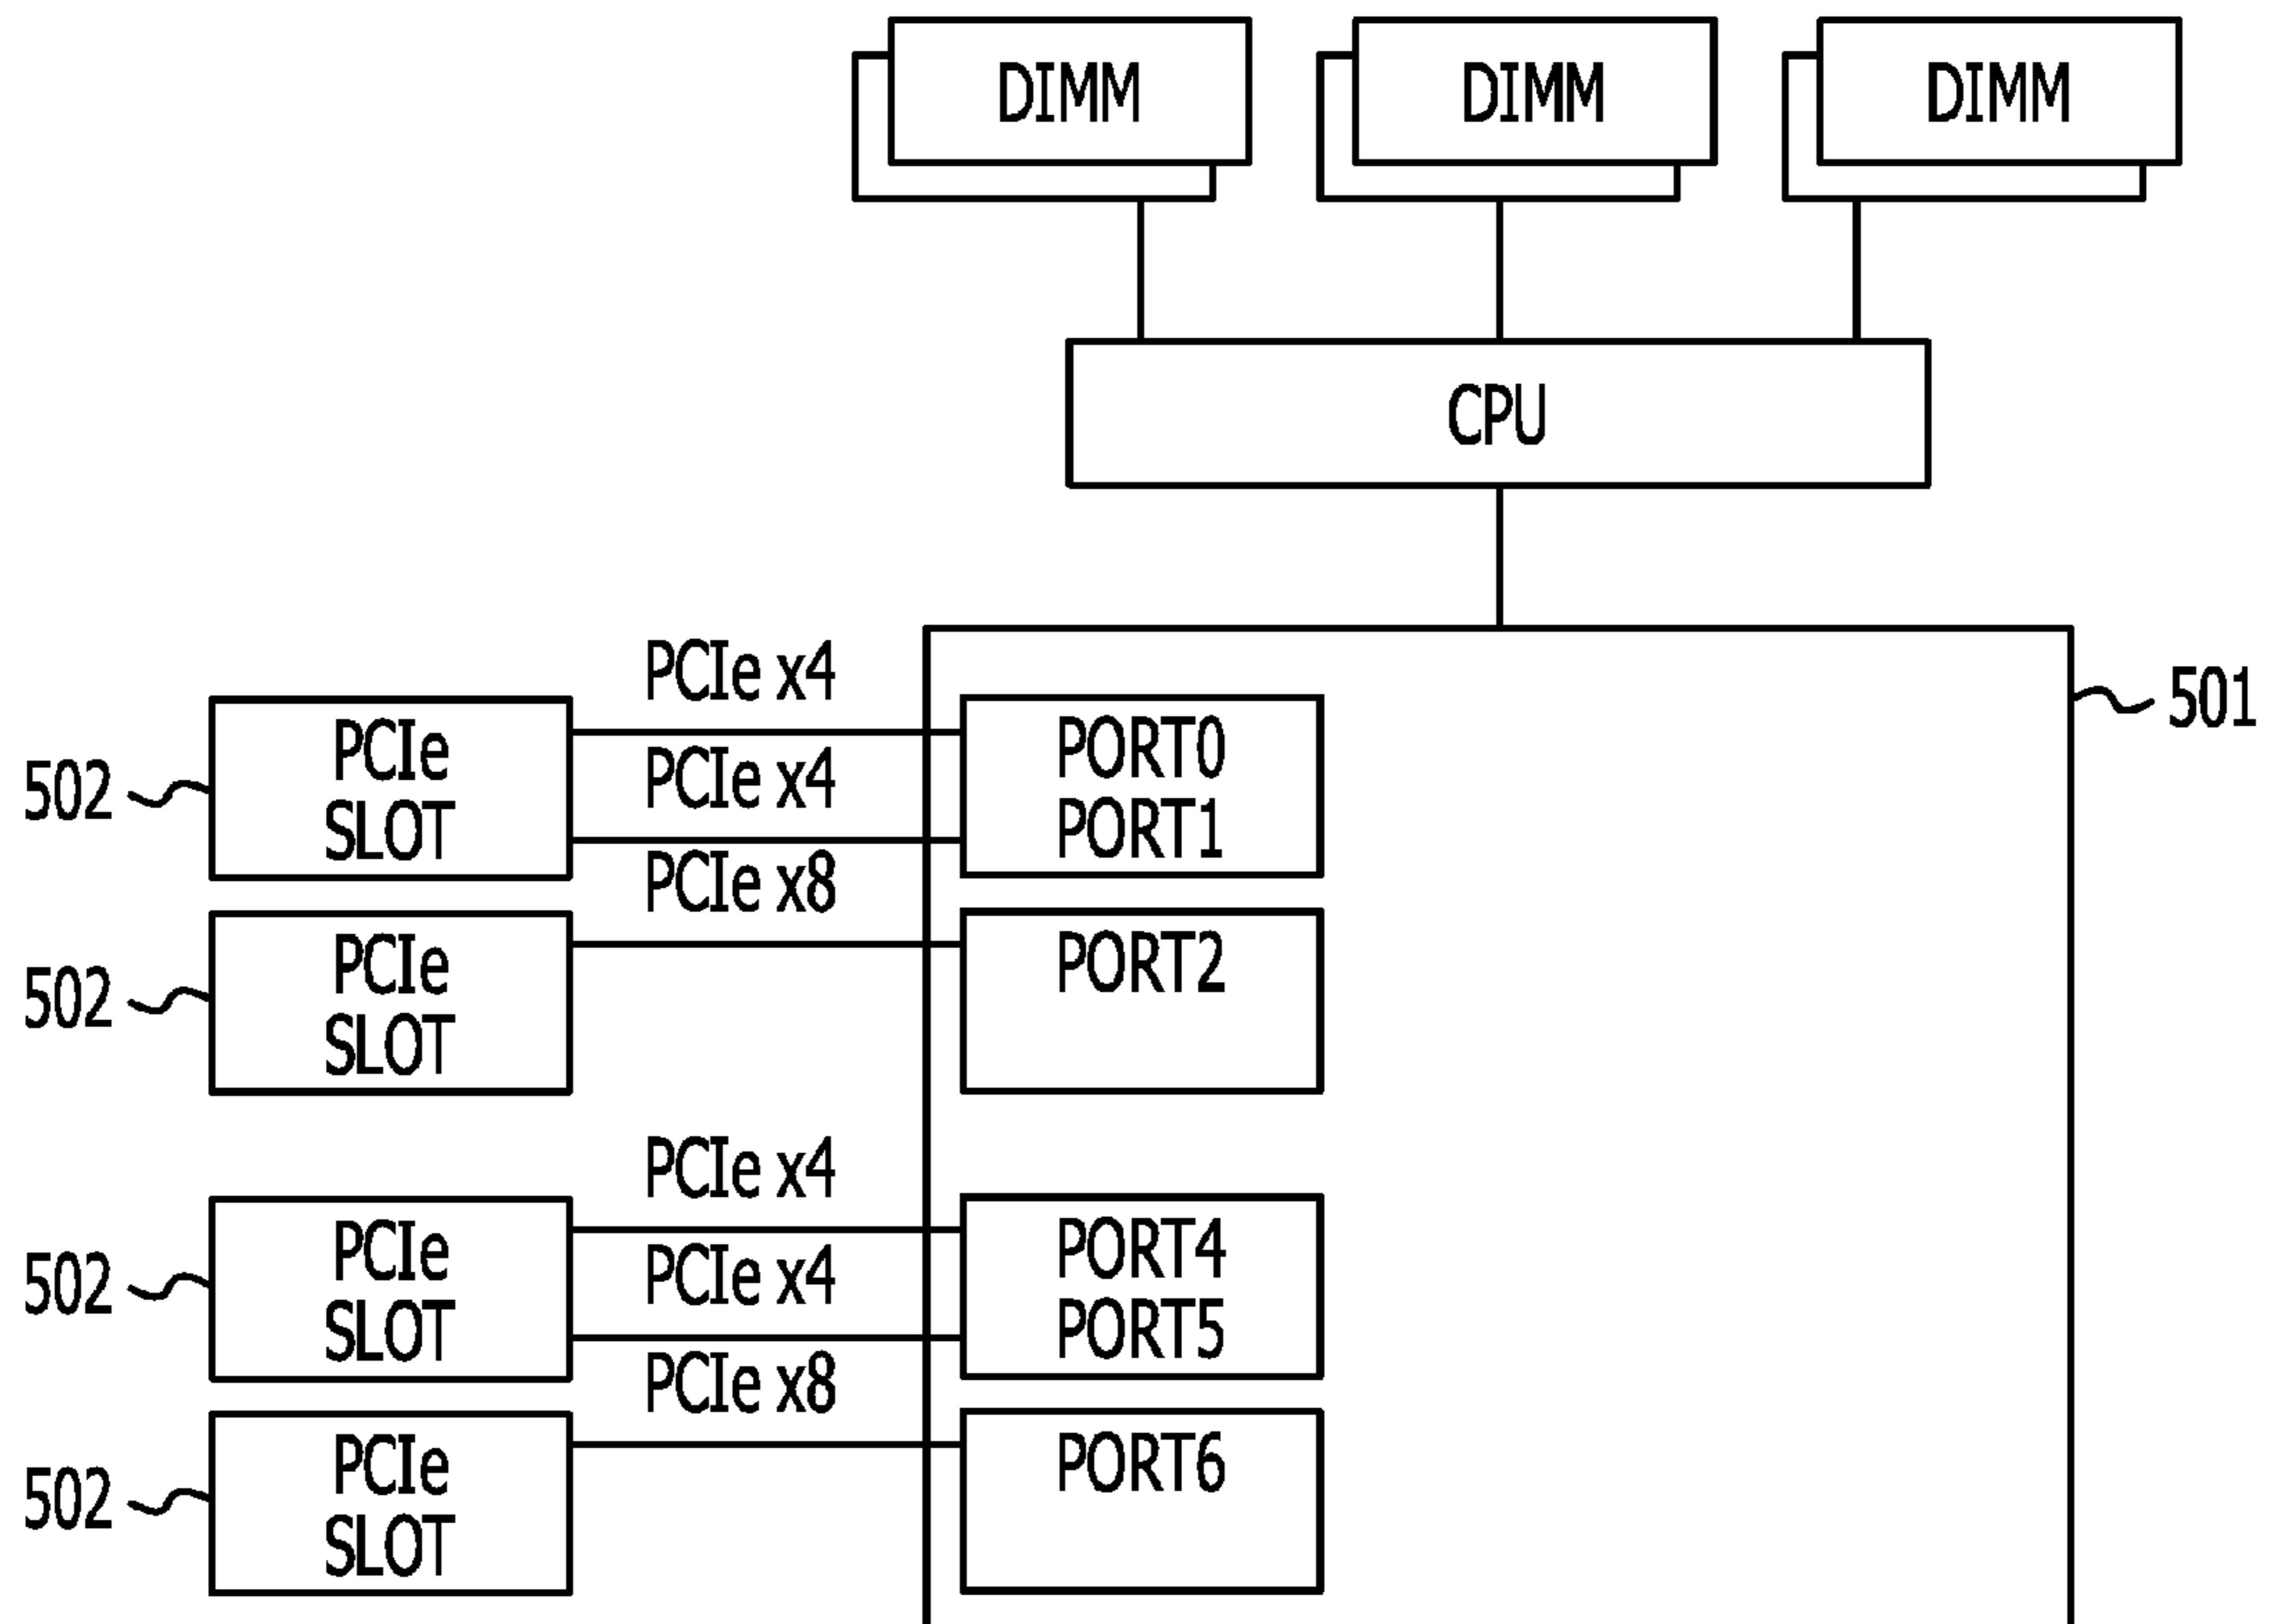 DIMM DIMM DIMM
CPU
PCIe x4
501
PCIe
SLOT
502
PCIe x4
PORT0
PORT1
PCIe x8
PCIe
SLOT
502
PORT2
PCIe x4
PCIe
SLOT
502
PCIe x4
PORT4
PORT5
PCIe x8
PCIe
SLOT
502
PORT6